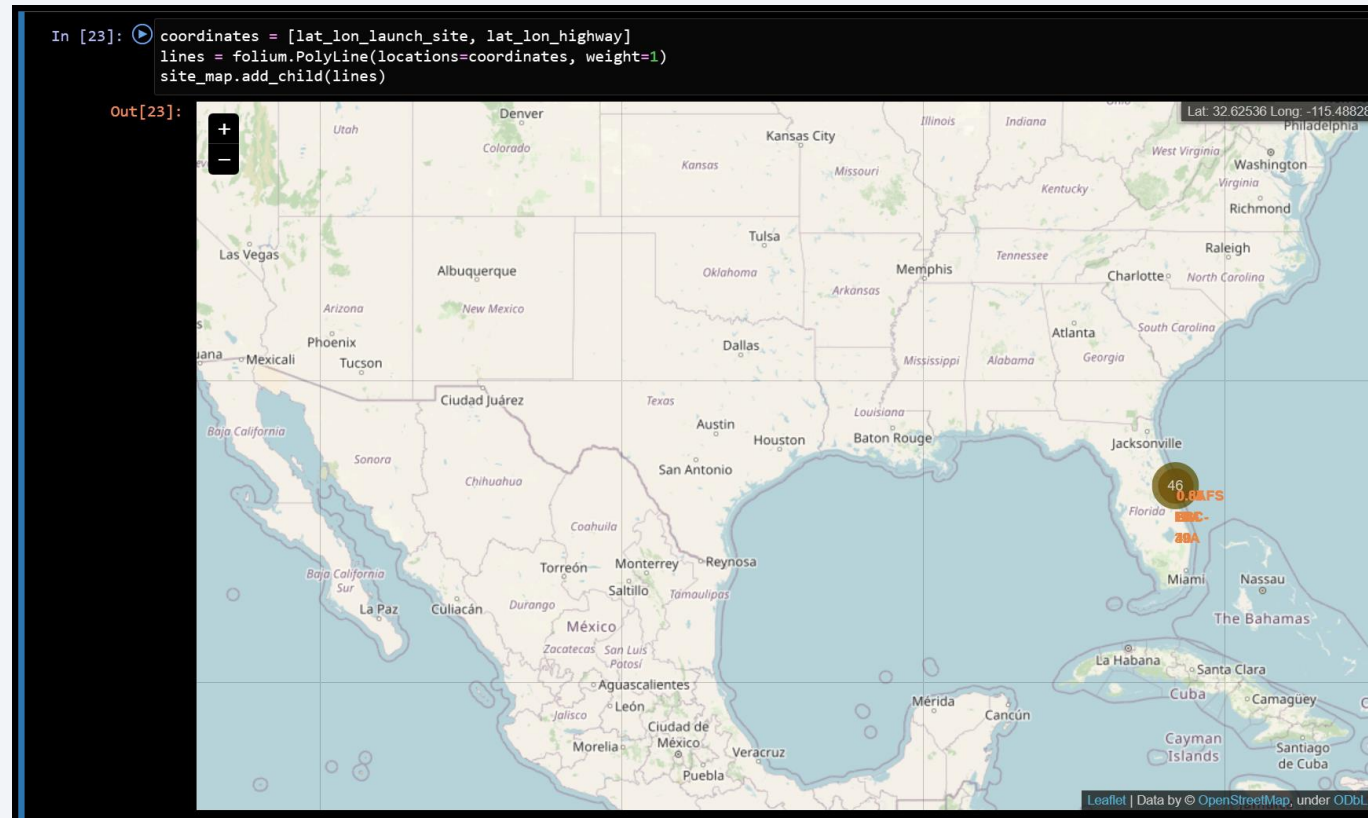 In [23]:
coordinates = [lat_lon_launch_site, lat_lon_highway]
lines = folium.PolyLine(locations=coordinates, weight=1)
site_map.add_child(lines)
Out[23]:
+
−
Lat: 32.62536 Long: -115.48828
Denver
Utah
Colorado
Kansas City
Kansas
Missouri
Illinois
Indiana
Philadelphia
West Virginia
Washington
Virginia
Kentucky
Richmond
Las Vegas
Tulsa
Raleigh
Albuquerque
Oklahoma
Memphis
Tennessee
Charlotte
North Carolina
Arkansas
Arizona
New Mexico
Phoenix
Dallas
Atlanta
South Carolina
Mexicali
Tucson
Mississippi
Alabama
Georgia
Ciudad Juárez
Texas
Louisiana
Baja California
Austin
Houston
Baton Rouge
Jacksonville
Sonora
San Antonio
Chihuahua
46
Florida
Coahuila
Torreón
Monterrey
Reynosa
Baja California
Sur
Saltillo
Tamaulipas
Miami
Nassau
La Paz
Culiacán
Durango
The Bahamas
México
Zacatecas
San Luis
Potosí
La Habana
Santa Clara
Aguascalientes
Cuba
Camagüey
León
Mérida
Cancún
Jalisco
Ciudad de
México
Morelia
Veracruz
Cayman
Islands
Santiago
de Cuba
Puebla
Leaflet | Data by © OpenStreetMap, under ODbL